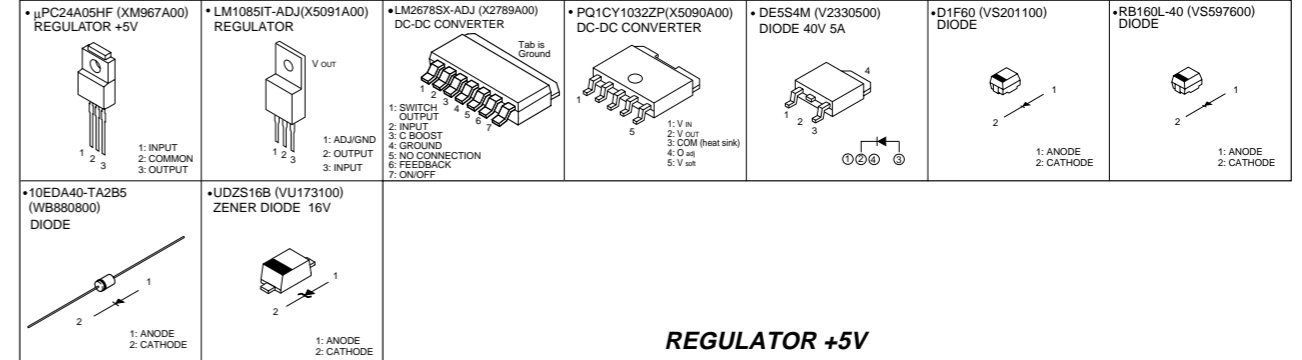 • µPC24A05HF (XM967A00)
REGULATOR +5V
1 2 3
1: INPUT
2: COMMON
3: OUTPUT
• LM1085IT-ADJ(X5091A00)
REGULATOR
V OUT
1 2 3
1: ADJ/GND
2: OUTPUT
3: INPUT
•LM2678SX-ADJ (X2789A00)
DC-DC CONVERTER
Tab is
Ground
1 2 3 4 5 6 7
1: SWITCH
OUTPUT
2: INPUT
3: C BOOST
4: GROUND
5: NO CONNECTION
6: FEEDBACK
7: ON/OFF
• PQ1CY1032ZP(X5090A00)
DC-DC CONVERTER
1
5
1: V IN
2: V OUT
3: COM (heat sink)
4: O adj
5: V soft
• DE5S4M (V2330500)
DIODE 40V 5A
4
1 2 3
①②④ ③
•D1F60 (VS201100)
DIODE
1
2
1: ANODE
2: CATHODE
•RB160L-40 (VS597600)
DIODE
1
2
1: ANODE
2: CATHODE
•10EDA40-TA2B5
(WB880800)
DIODE
1
2
1: ANODE
2: CATHODE
•UDZS16B (VU173100)
ZENER DIODE 16V
1
2
1: ANODE
2: CATHODE
REGULATOR +5V